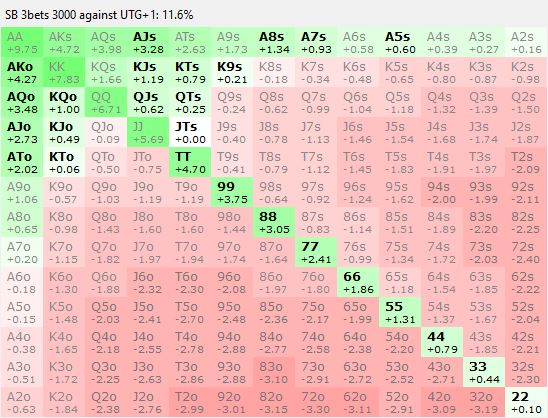 SB 3bets 3000 against UTG+1: 11.6%
AA AKs AQs AJs ATs A9s A8s A7s A6s A5s A4s A3s A2s
+9.75 +4.72 +3.98 +3.28 +2.63 +1.73 +1.34 +0.93 +0.58 +0.60 +0.39 +0.27 +0.16
AKo KK KQs KJs KTs K9s K8s K7s K6s K5s K4s K3s K2s
+4.27 +7.83 +1.66 +1.19 +0.79 +0.21 -0.18 -0.34 -0.48 -0.65 -0.80 -0.87 -0.98
AQo KQo QQ QJs QTs Q9s Q8s Q7s Q6s Q5s Q4s Q3s Q2s
+3.48 +1.00 +6.71 +0.62 +0.25 -0.24 -0.62 -0.99 -1.04 -1.18 -1.32 -1.39 -1.50
AJo KJo QJo JJ JTs J9s J8s J7s J6s J5s J4s J3s J2s
+2.73 +0.49 -0.09 +5.69 +0.00 -0.40 -0.78 -1.13 -1.46 -1.54 -1.68 -1.74 -1.87
ATo KTo QTo JTo TT T9s T8s T7s T6s T5s T4s T3s T2s
+2.02 +0.06 -0.50 -0.75 +4.70 -0.41 -0.79 -1.12 -1.45 -1.83 -1.91 -1.97 -2.09
A9o K9o Q9o J9o T9o 99 98s 97s 96s 95s 94s 93s 92s
+1.06 -0.57 -1.03 -1.19 -1.19 +3.75 -0.64 -0.92 -1.24 -1.62 -2.00 -1.99 -2.11
A8o K8o Q8o J8o T8o 98o 88 87s 86s 85s 84s 83s 82s
+0.65 -0.98 -1.43 -1.60 -1.60 -1.44 +3.05 -0.83 -1.14 -1.51 -1.89 -2.20 -2.25
A7o K7o Q7o J7o T7o 97o 87o 77 76s 75s 74s 73s 72s
+0.20 -1.15 -1.82 -1.97 -1.94 -1.74 -1.64 +2.41 -0.99 -1.34 -1.72 -2.03 -2.40
A6o K6o Q6o J6o T6o 96o 86o 76o 66 65s 64s 63s 62s
-0.18 -1.30 -1.88 -2.32 -2.30 -2.08 -1.97 -1.80 +1.86 -1.18 -1.54 -1.85 -2.22
A5o K5o Q5o J5o T5o 95o 85o 75o 65o 55 54s 53s 52s
-0.15 -1.48 -2.03 -2.41 -2.70 -2.48 -2.36 -2.17 -1.99 +1.31 -1.37 -1.67 -2.04
A4o K4o Q4o J4o T4o 94o 84o 74o 64o 54o 44 43s 42s
-0.38 -1.65 -2.18 -2.55 -2.78 -2.88 -2.77 -2.58 -2.38 -2.20 +0.79 -1.85 -2.21
A3o K3o Q3o J3o T3o 93o 83o 73o 63o 53o 43o 33 32s
-0.51 -1.72 -2.25 -2.63 -2.86 -2.88 -3.10 -2.91 -2.72 -2.52 -2.71 +0.44 -2.30
A2o K2o Q2o J2o T2o 92o 82o 72o 62o 52o 42o 32o 22
-0.63 -1.84 -2.38 -2.76 -2.99 -3.01 -3.15 -3.30 -3.11 -2.91 -3.09 -3.19 +0.10